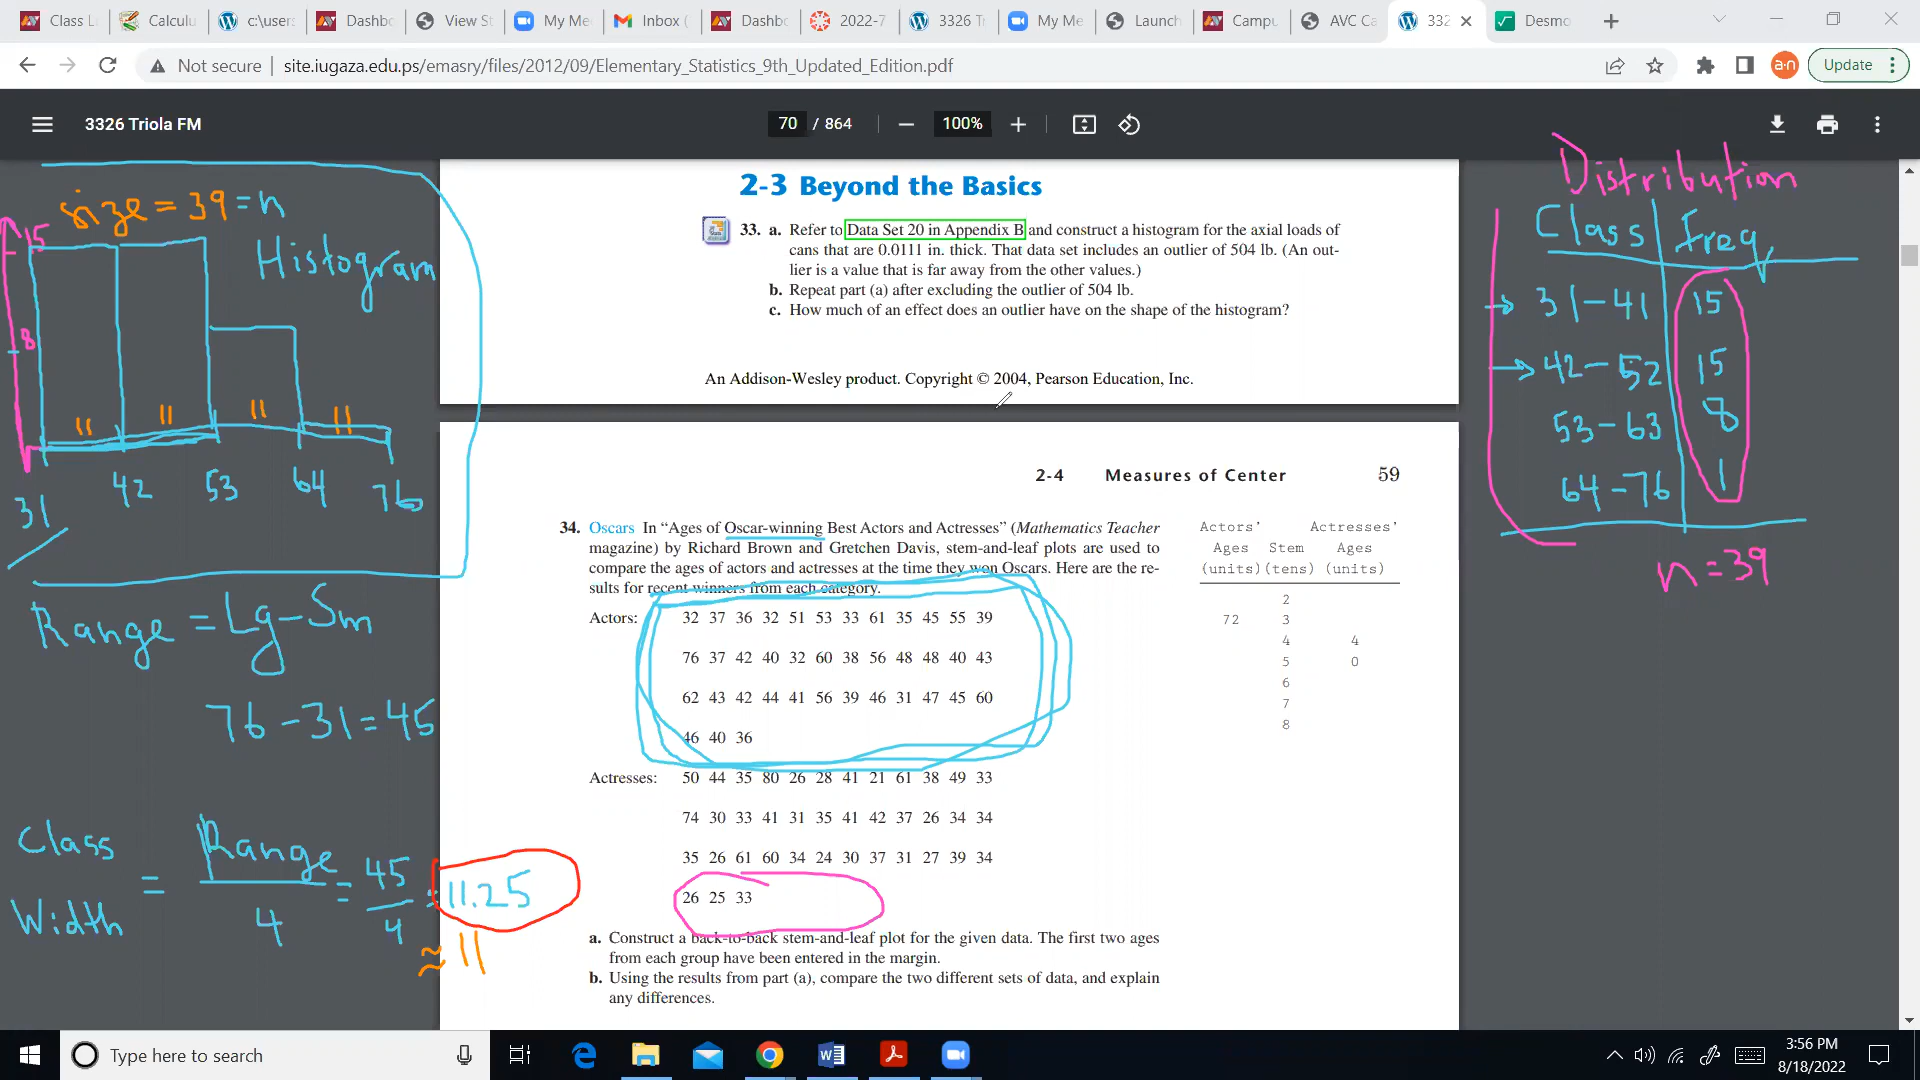 Class L
Calculu
c:\user
Dashbo
View St
My Me
Inbox (
Dashbo
2022-7
3326 Tr
My Me
Launch
Campu
AVC Ca
332
Desmo
Not secure | site.iugaza.edu.ps/emasry/files/2012/09/Elementary_Statistics_9th_Updated_Edition.pdf
a-n
Update
3326 Triola FM
70 / 864
100%
size = 39 = n
15
8
Histogram
11 11 11 11
31 42 53 64 76
Range = Lg - Sm
76 - 31 = 45
Class Width = Range / 4 = 45 / 4 = 11.25
≈ 11
2-3 Beyond the Basics
33. a. Refer to Data Set 20 in Appendix B and construct a histogram for the axial loads of
cans that are 0.0111 in. thick. That data set includes an outlier of 504 lb. (An out-
lier is a value that is far away from the other values.)
b. Repeat part (a) after excluding the outlier of 504 lb.
c. How much of an effect does an outlier have on the shape of the histogram?
An Addison-Wesley product. Copyright © 2004, Pearson Education, Inc.
2-4 Measures of Center 59
34. Oscars In “Ages of Oscar-winning Best Actors and Actresses” (Mathematics Teacher
magazine) by Richard Brown and Gretchen Davis, stem-and-leaf plots are used to
compare the ages of actors and actresses at the time they won Oscars. Here are the re-
sults for recent winners from each category.
Actors: 32 37 36 32 51 53 33 61 35 45 55 39
76 37 42 40 32 60 38 56 48 48 40 43
62 43 42 44 41 56 39 46 31 47 45 60
46 40 36
Actresses: 50 44 35 80 26 28 41 21 61 38 49 33
74 30 33 41 31 35 41 42 37 26 34 34
35 26 61 60 34 24 30 37 31 27 39 34
26 25 33
a. Construct a back-to-back stem-and-leaf plot for the given data. The first two ages
from each group have been entered in the margin.
b. Using the results from part (a), compare the two different sets of data, and explain
any differences.
Actors’ Actresses’
Ages Stem Ages
(units) (tens) (units)
2
72 3
4 4
5 0
6
7
8
Distribution
Class Freq
31-41 15
42-52 15
53-63 8
64-76 1
n = 39
Type here to search
3:56 PM
8/18/2022